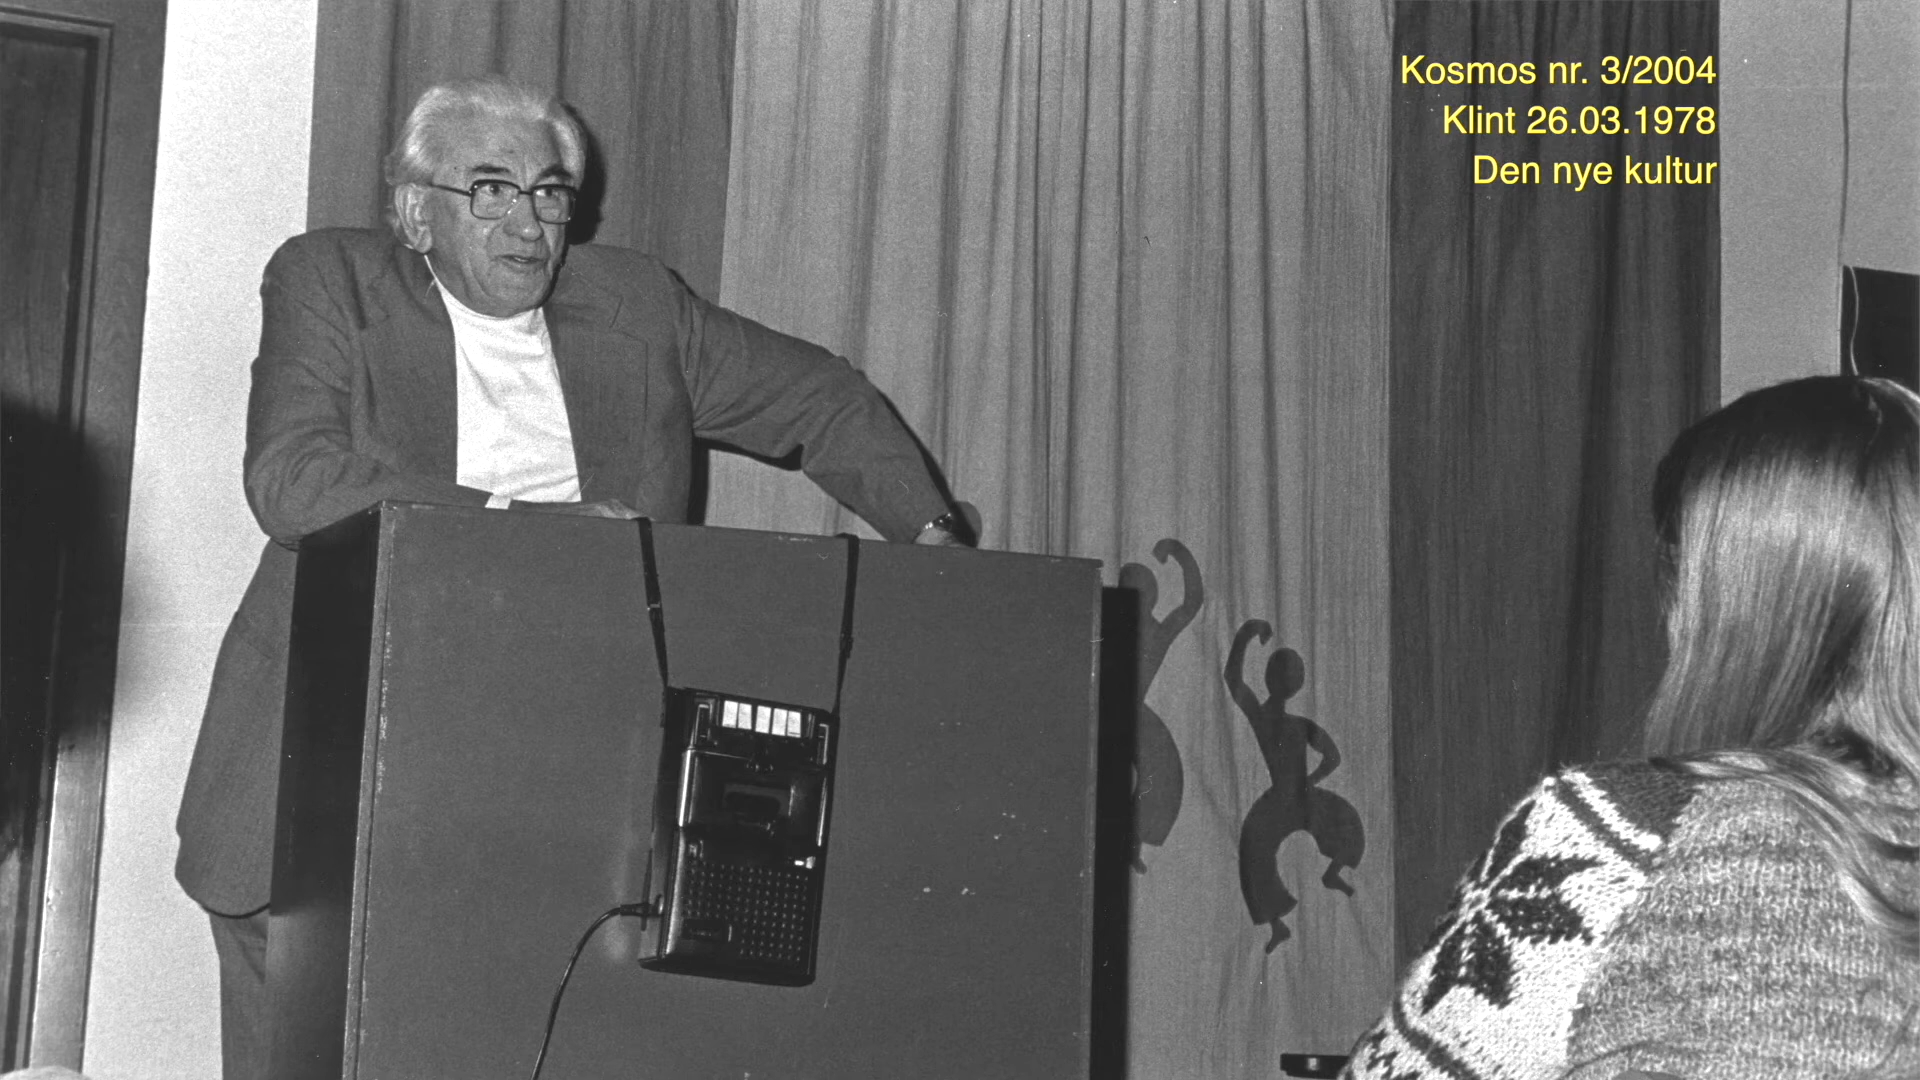 Kosmos nr. 3/2004
Klint 26.03.1978
Den nye kultur